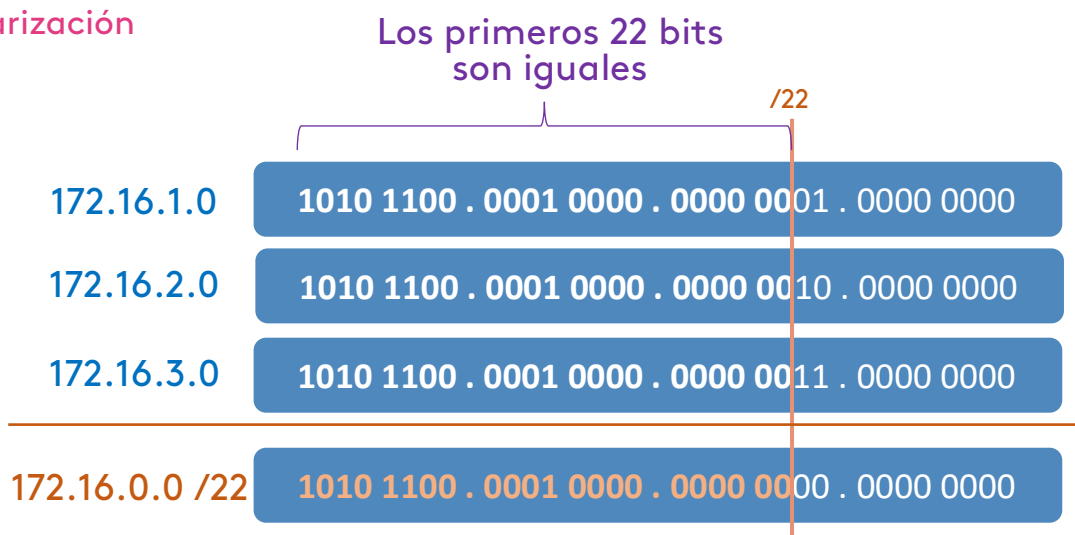 arización
Los primeros 22 bits
son iguales
/22
172.16.1.0 1010 1100 . 0001 0000 . 0000 0001 . 0000 0000
172.16.2.0 1010 1100 . 0001 0000 . 0000 0010 . 0000 0000
172.16.3.0 1010 1100 . 0001 0000 . 0000 0011 . 0000 0000
172.16.0.0 /22 1010 1100 . 0001 0000 . 0000 0000 . 0000 0000